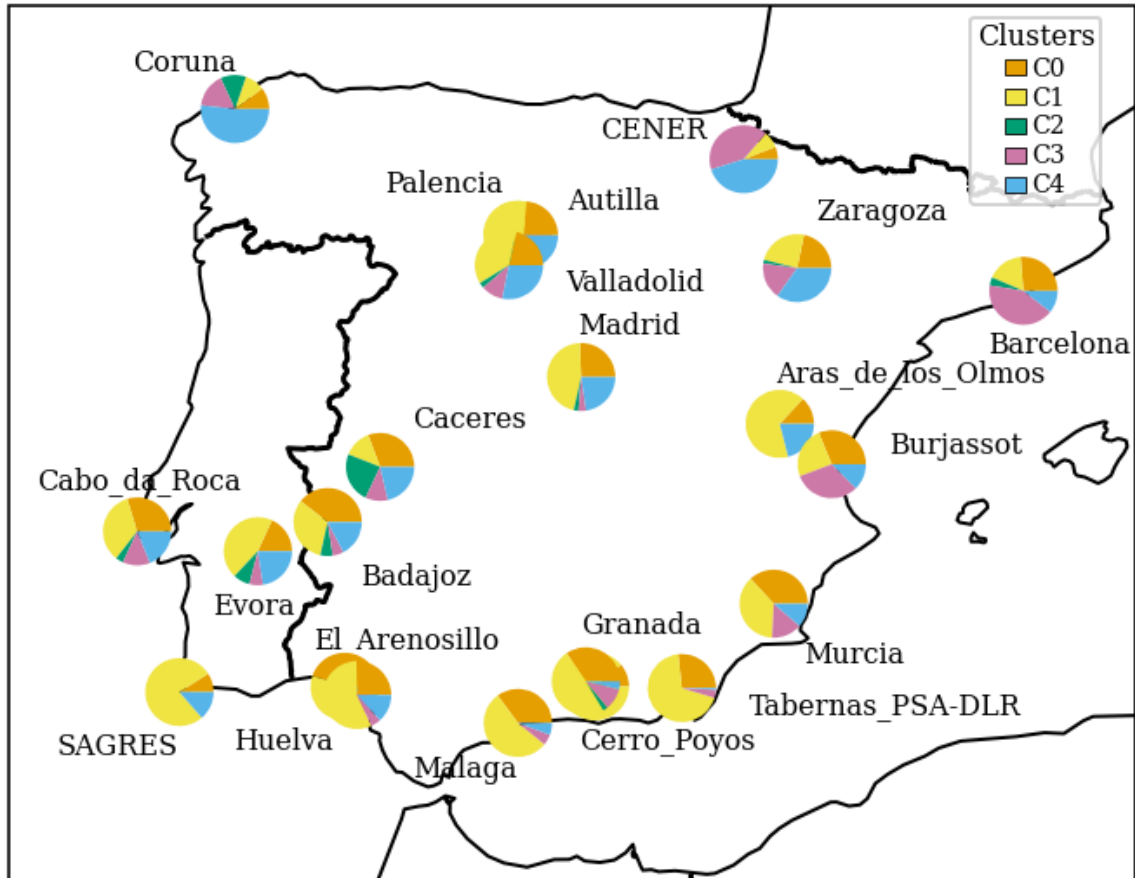 Clusters
C0
C1
C2
C3
C4
Coruna
CENER
Palencia
Autilla
Zaragoza
Valladolid
Madrid
Barcelona
Aras_de_los_Olmos
Caceres
Burjassot
Cabo_da_Roca
Badajoz
Evora
Granada
El_Arenosillo
Murcia
Tabernas_PSA-DLR
SAGRES
Huelva
Cerro_Poyos
Malaga